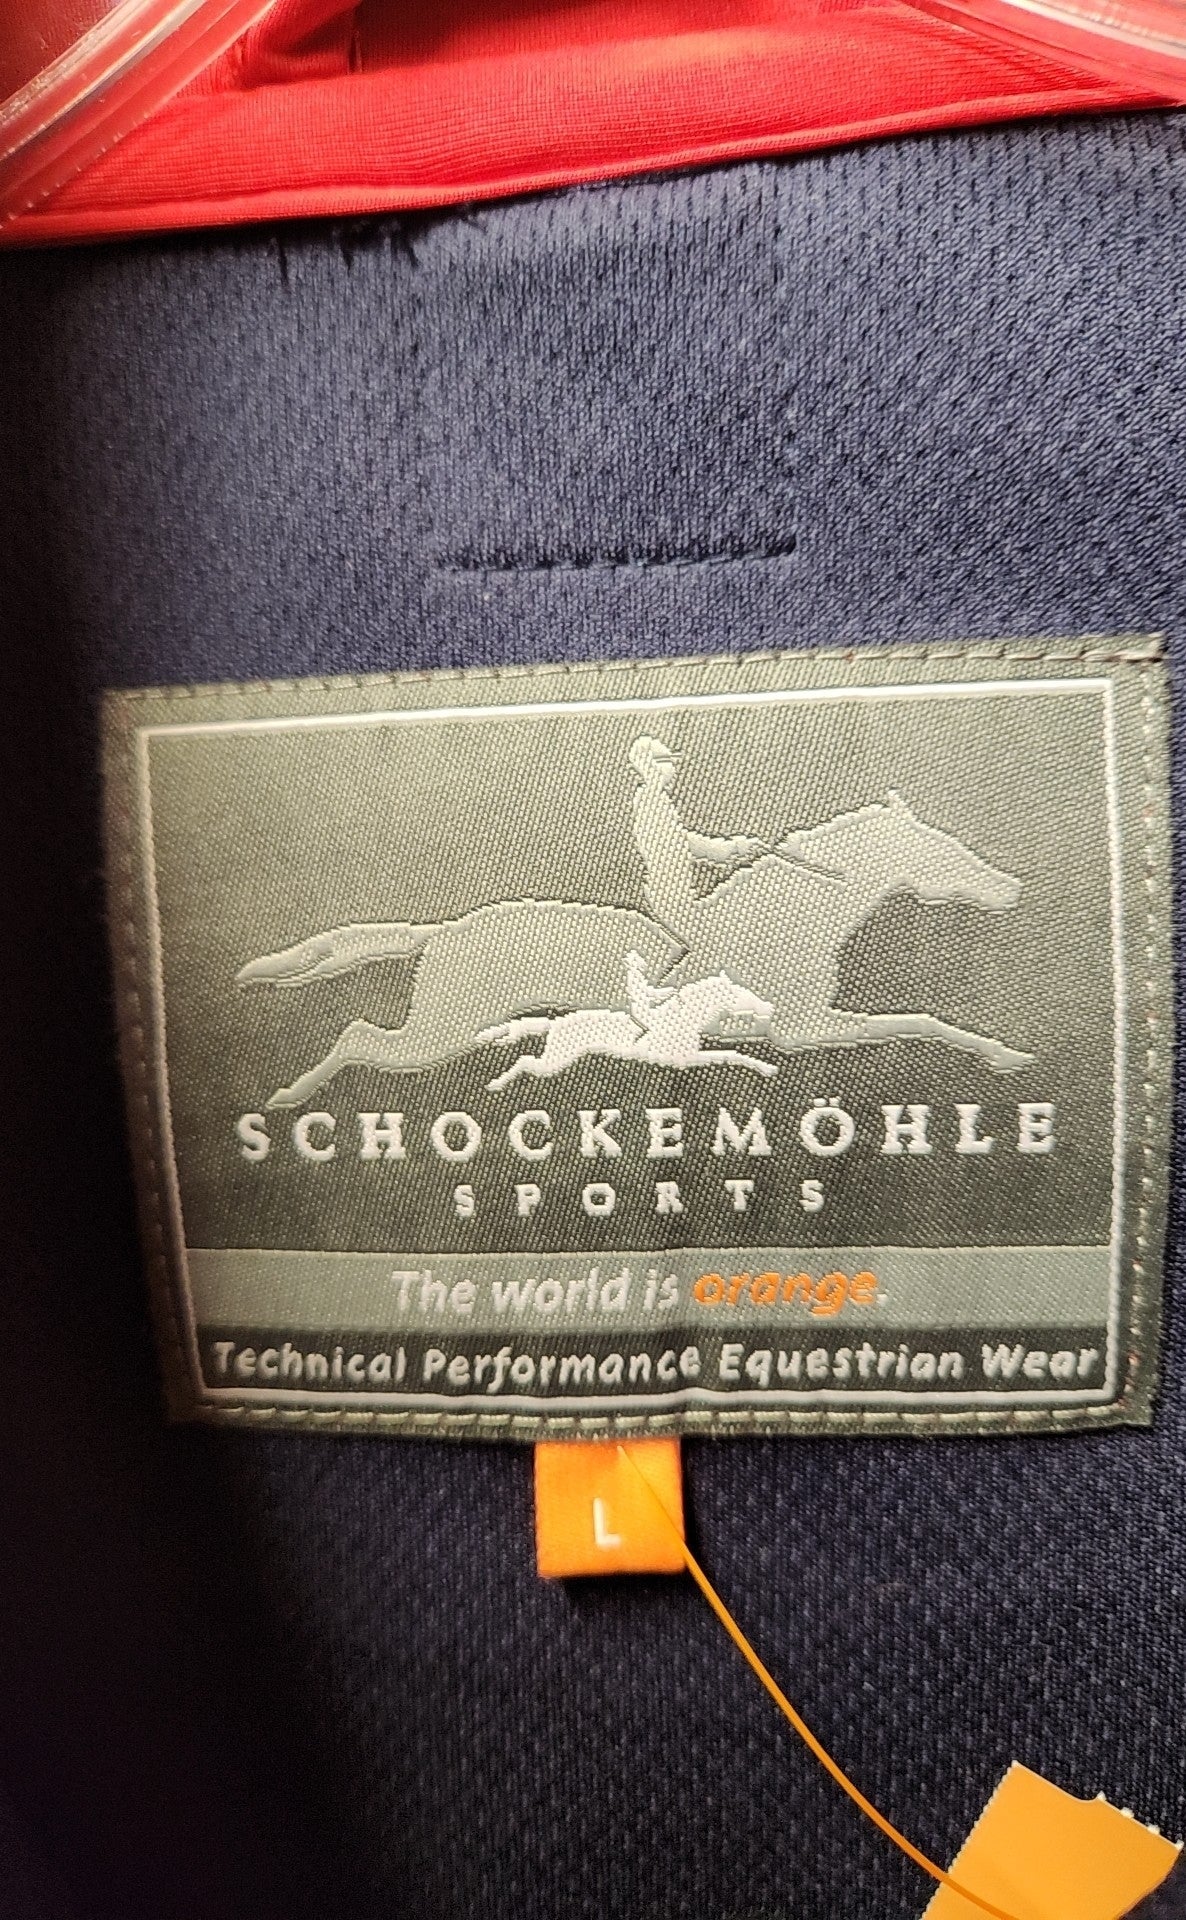 SCHOCKEMÖHLE
SPORTS
The world is orange.
Technical Performance Equestrian Wear
L